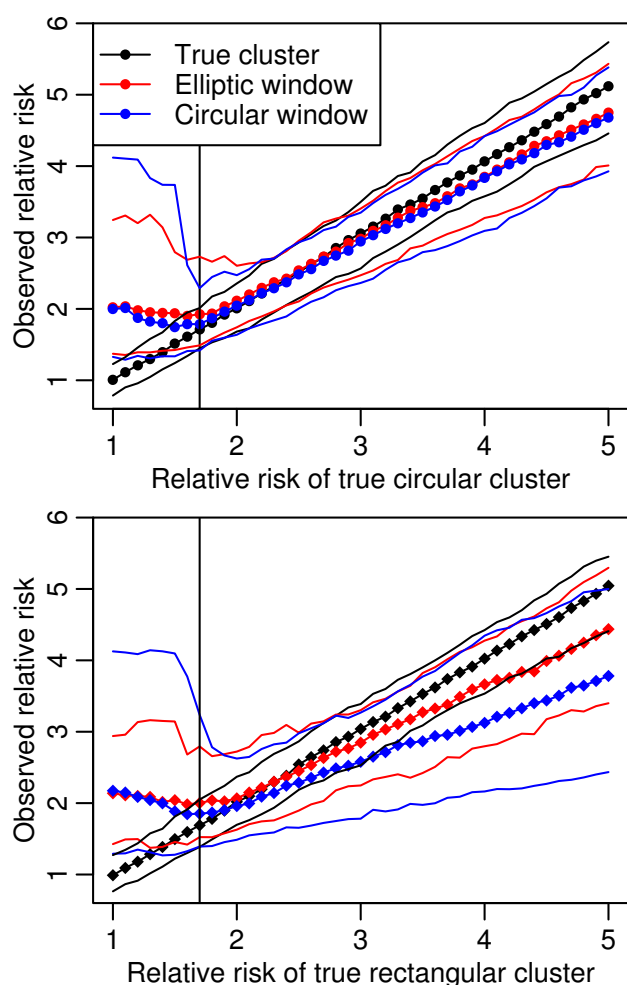 6
5
4
3
2
1
Observed relative risk
True cluster
Elliptic window
Circular window
1 2 3 4 5
Relative risk of true circular cluster
6
5
4
3
2
1
Observed relative risk
1 2 3 4 5
Relative risk of true rectangular cluster